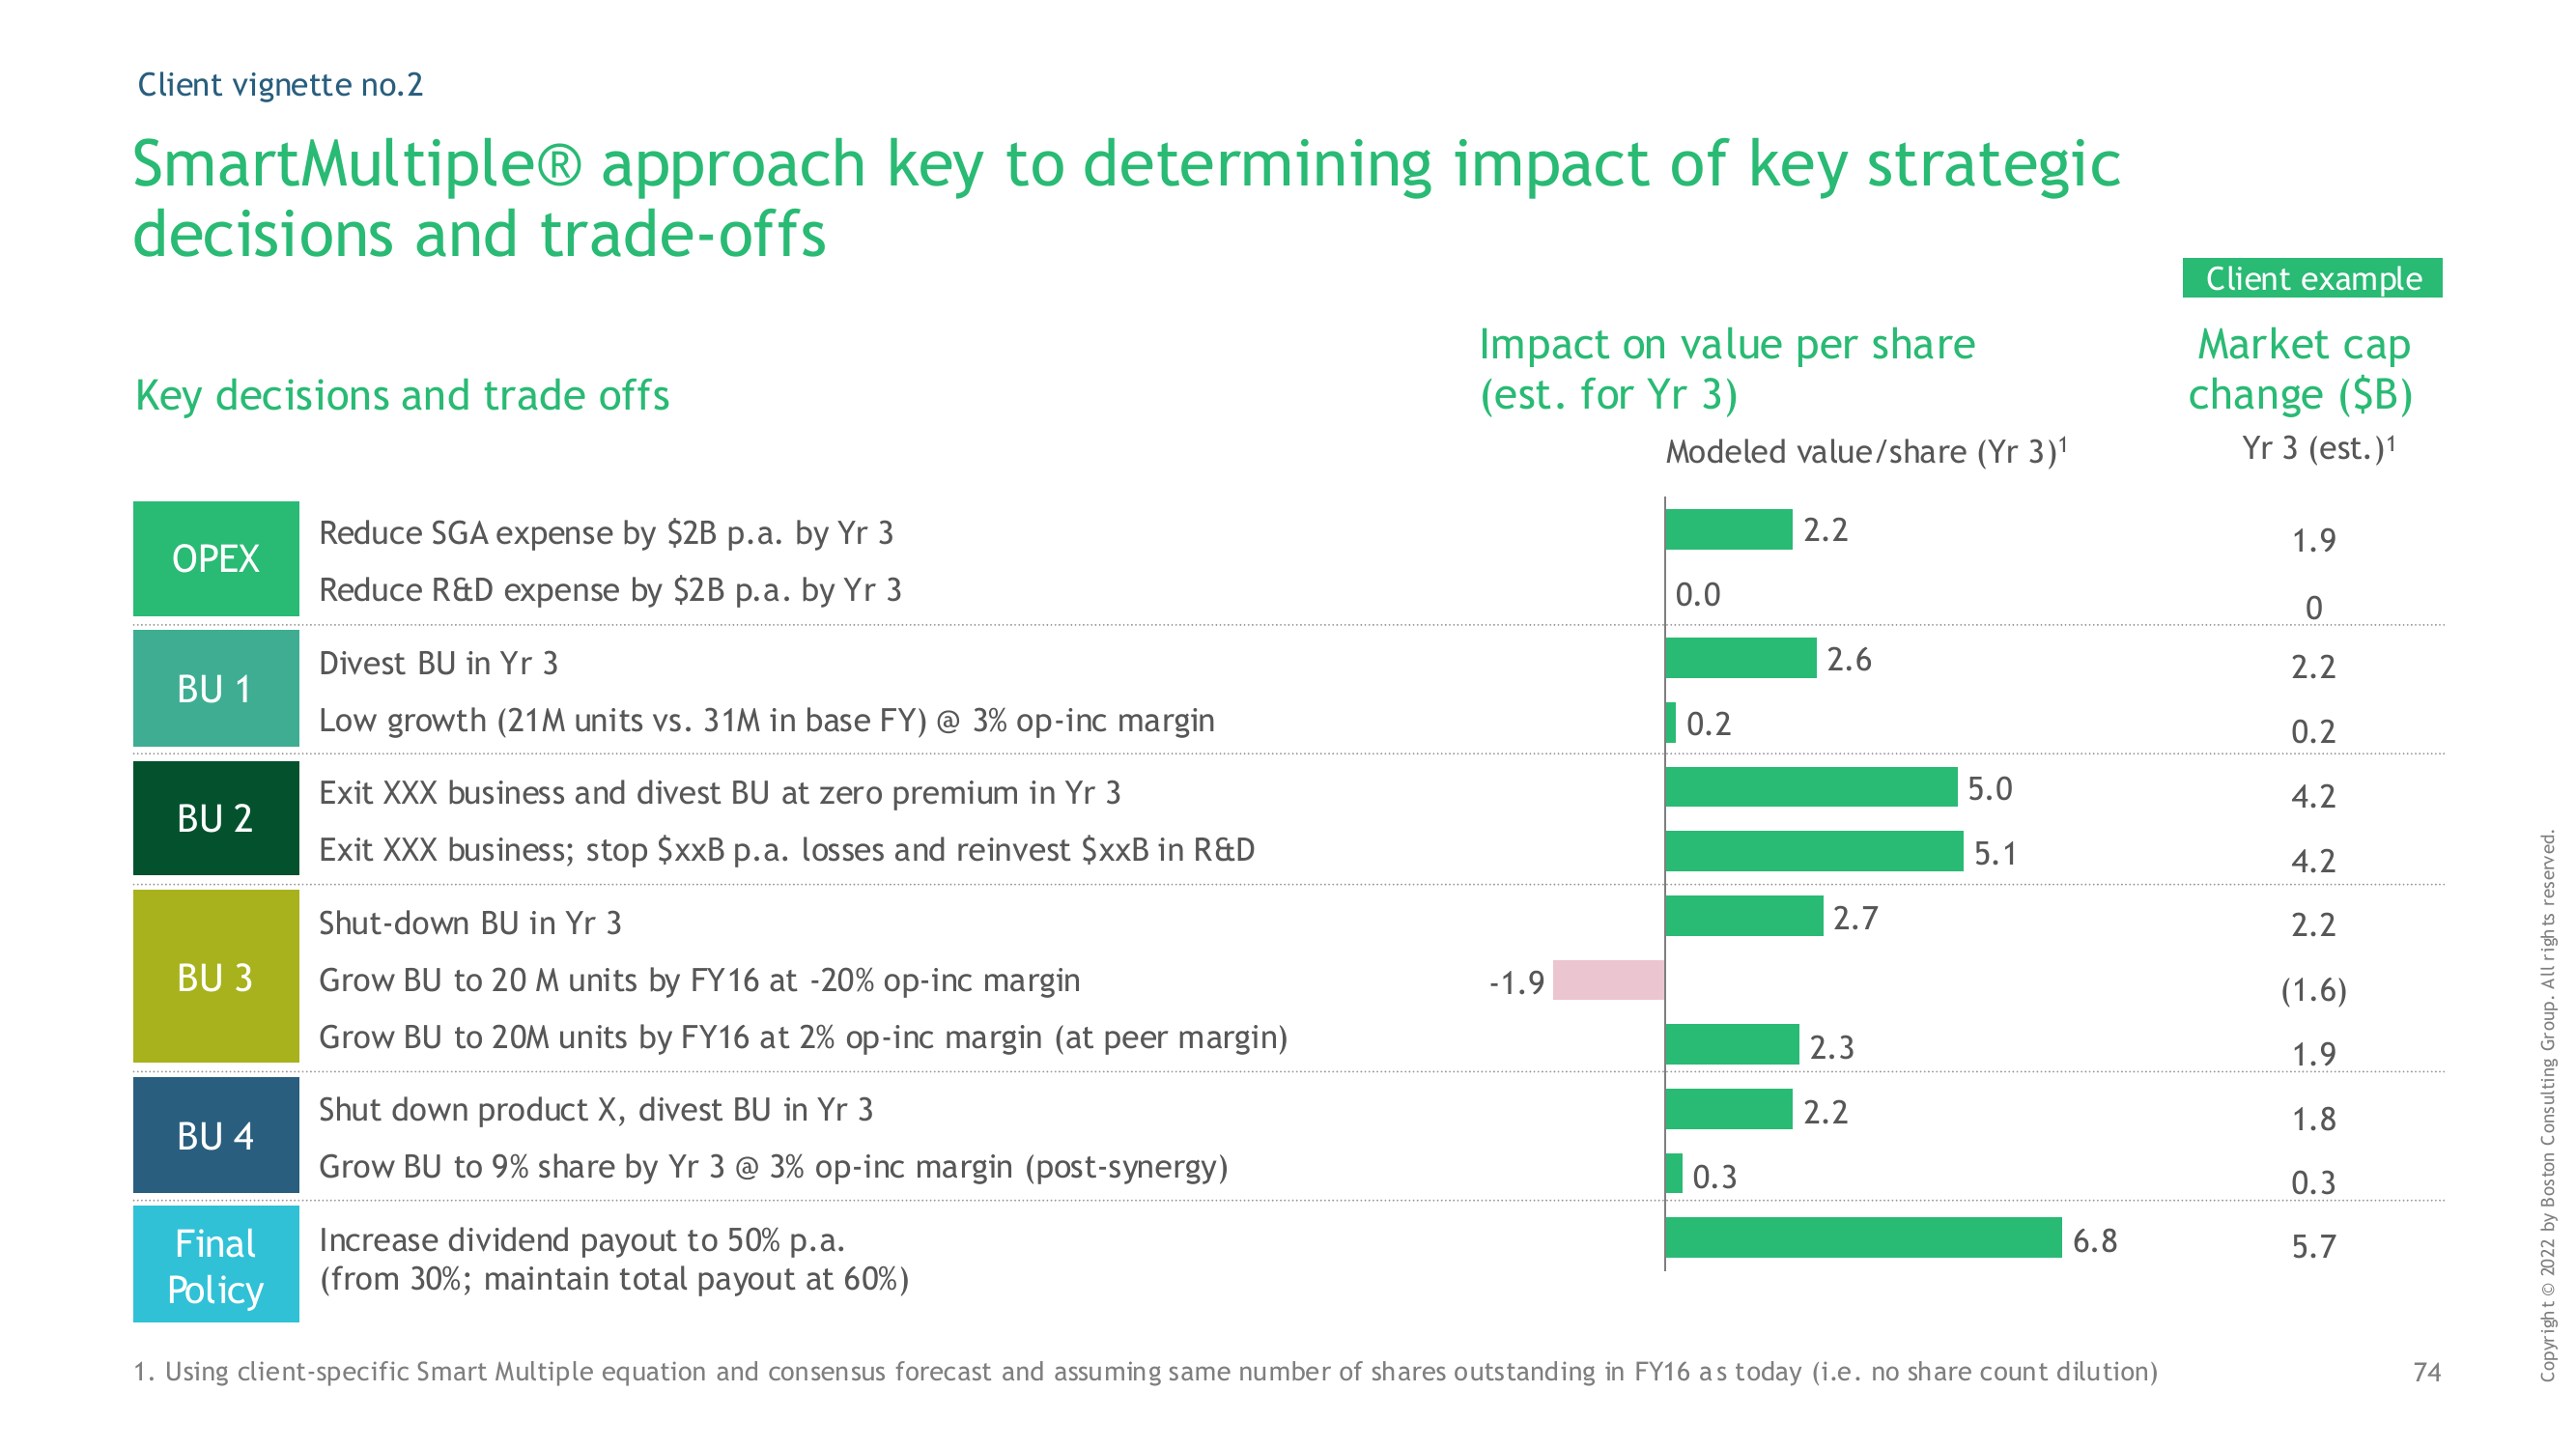 Client vignette no.2
SmartMultiple® approach key to determining impact of key strategic
decisions and trade-offs
Client example
Key decisions and trade offs
Impact on value per share
(est. for Yr 3)
Market cap
change ($B)
Modeled value/share (Yr 3)¹
Yr 3 (est.)¹
OPEX
Reduce SGA expense by $2B p.a. by Yr 3
2.2
1.9
Reduce R&D expense by $2B p.a. by Yr 3
0.0
0
BU 1
Divest BU in Yr 3
2.6
2.2
Low growth (21M units vs. 31M in base FY) @ 3% op-inc margin
0.2
0.2
BU 2
Exit XXX business and divest BU at zero premium in Yr 3
5.0
4.2
Exit XXX business; stop $xxB p.a. losses and reinvest $xxB in R&D
5.1
4.2
BU 3
Shut-down BU in Yr 3
2.7
2.2
Grow BU to 20 M units by FY16 at -20% op-inc margin
-1.9
(1.6)
Grow BU to 20M units by FY16 at 2% op-inc margin (at peer margin)
2.3
1.9
BU 4
Shut down product X, divest BU in Yr 3
2.2
1.8
Grow BU to 9% share by Yr 3 @ 3% op-inc margin (post-synergy)
0.3
0.3
Final
Policy
Increase dividend payout to 50% p.a.
(from 30%; maintain total payout at 60%)
6.8
5.7
1. Using client-specific Smart Multiple equation and consensus forecast and assuming same number of shares outstanding in FY16 as today (i.e. no share count dilution)
74
Copyright © 2022 by Boston Consulting Group. All rights reserved.